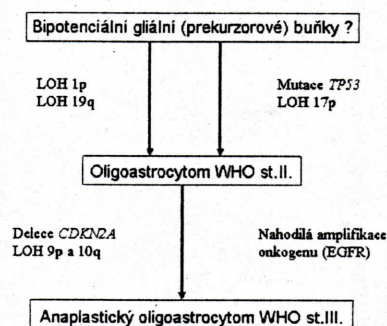 Bipotenciální gliální (prekurzorové) buňky ?
LOH 1p
LOH 19q
Mutace TP53
LOH 17p
Oligoastrocytom WHO st.II.
Delece CDKN2A
LOH 9p a 10q
Nahodilá amplifikace
onkogenu (EGFR)
Anaplastický oligoastrocytom WHO st.III.